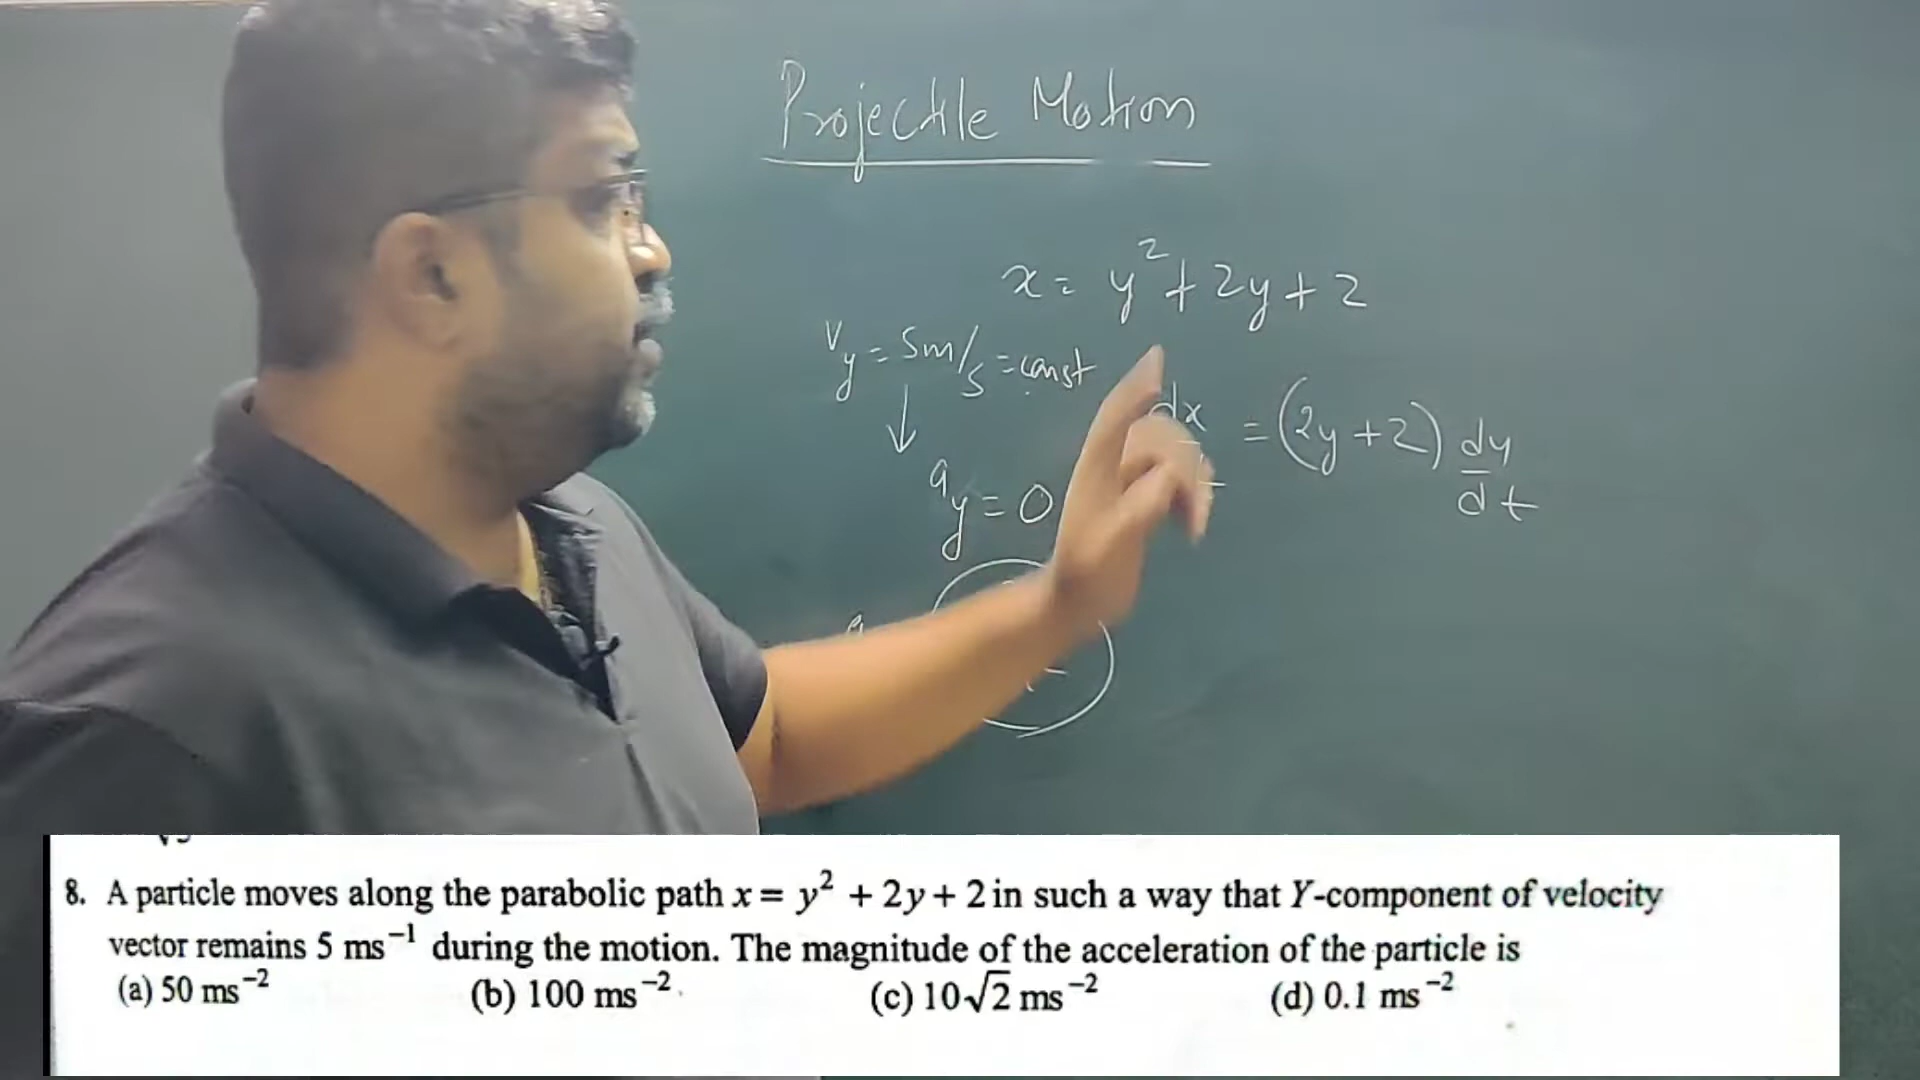 Projectile Motion
x = y² + 2y + 2
v_y = 5m/s = const
dx = (2y + 2) dy/dt
a_y = 0
8. A particle moves along the parabolic path x = y² + 2y + 2 in such a way that Y-component of velocity
vector remains 5 ms⁻¹ during the motion. The magnitude of the acceleration of the particle is
(a) 50 ms⁻² (b) 100 ms⁻² (c) 10√2 ms⁻² (d) 0.1 ms⁻²